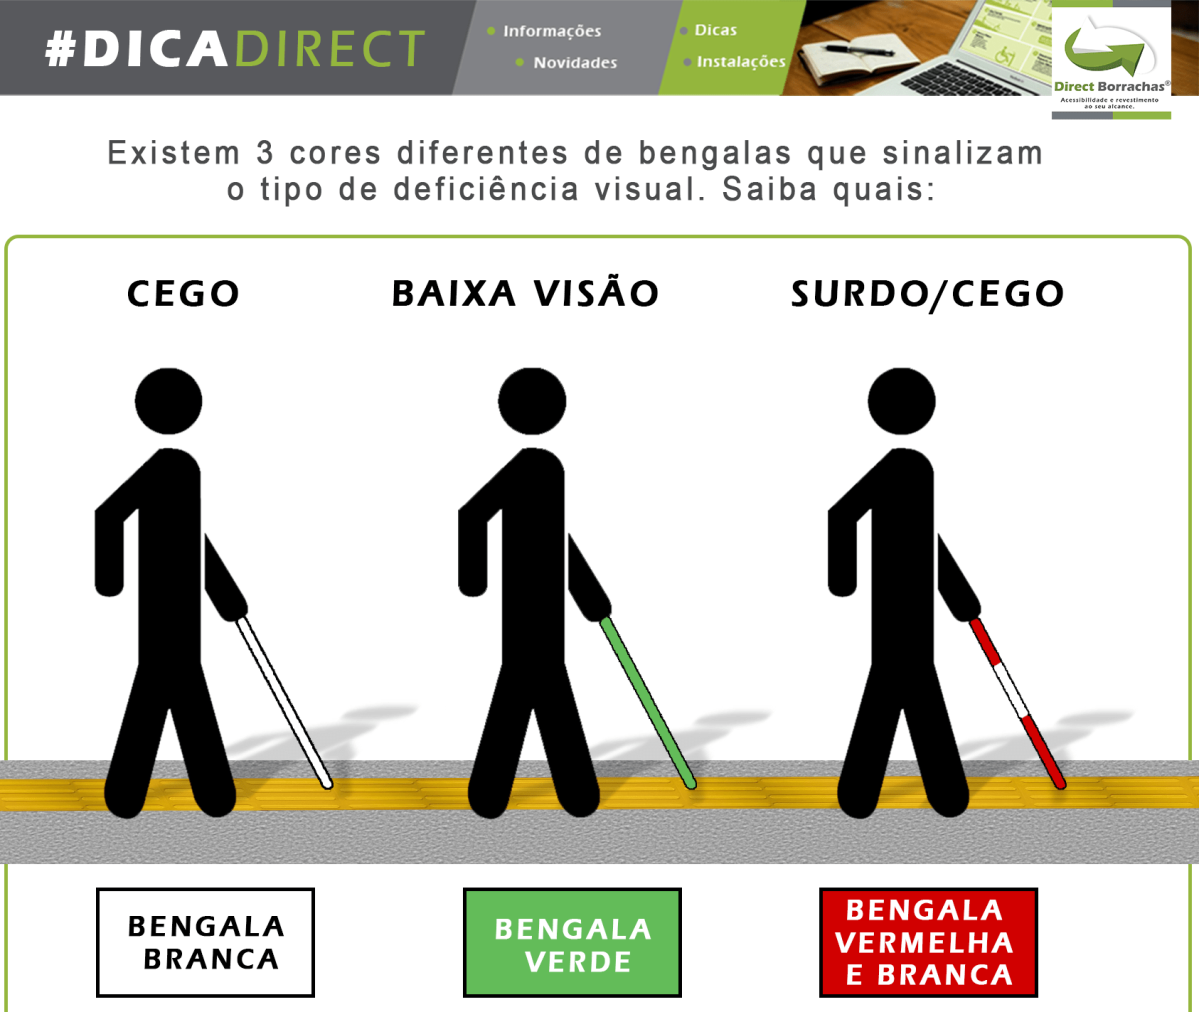 #DICADIRECT
Informações
Novidades
Dicas
Instalações
Direct Borrachas®
Acessibilidade e revestimento
ao seu alcance.
Existem 3 cores diferentes de bengalas que sinalizam
o tipo de deficiência visual. Saiba quais:
CEGO
BAIXA VISÃO
SURDO/CEGO
BENGALA
BRANCA
BENGALA
VERDE
BENGALA
VERMELHA
E BRANCA